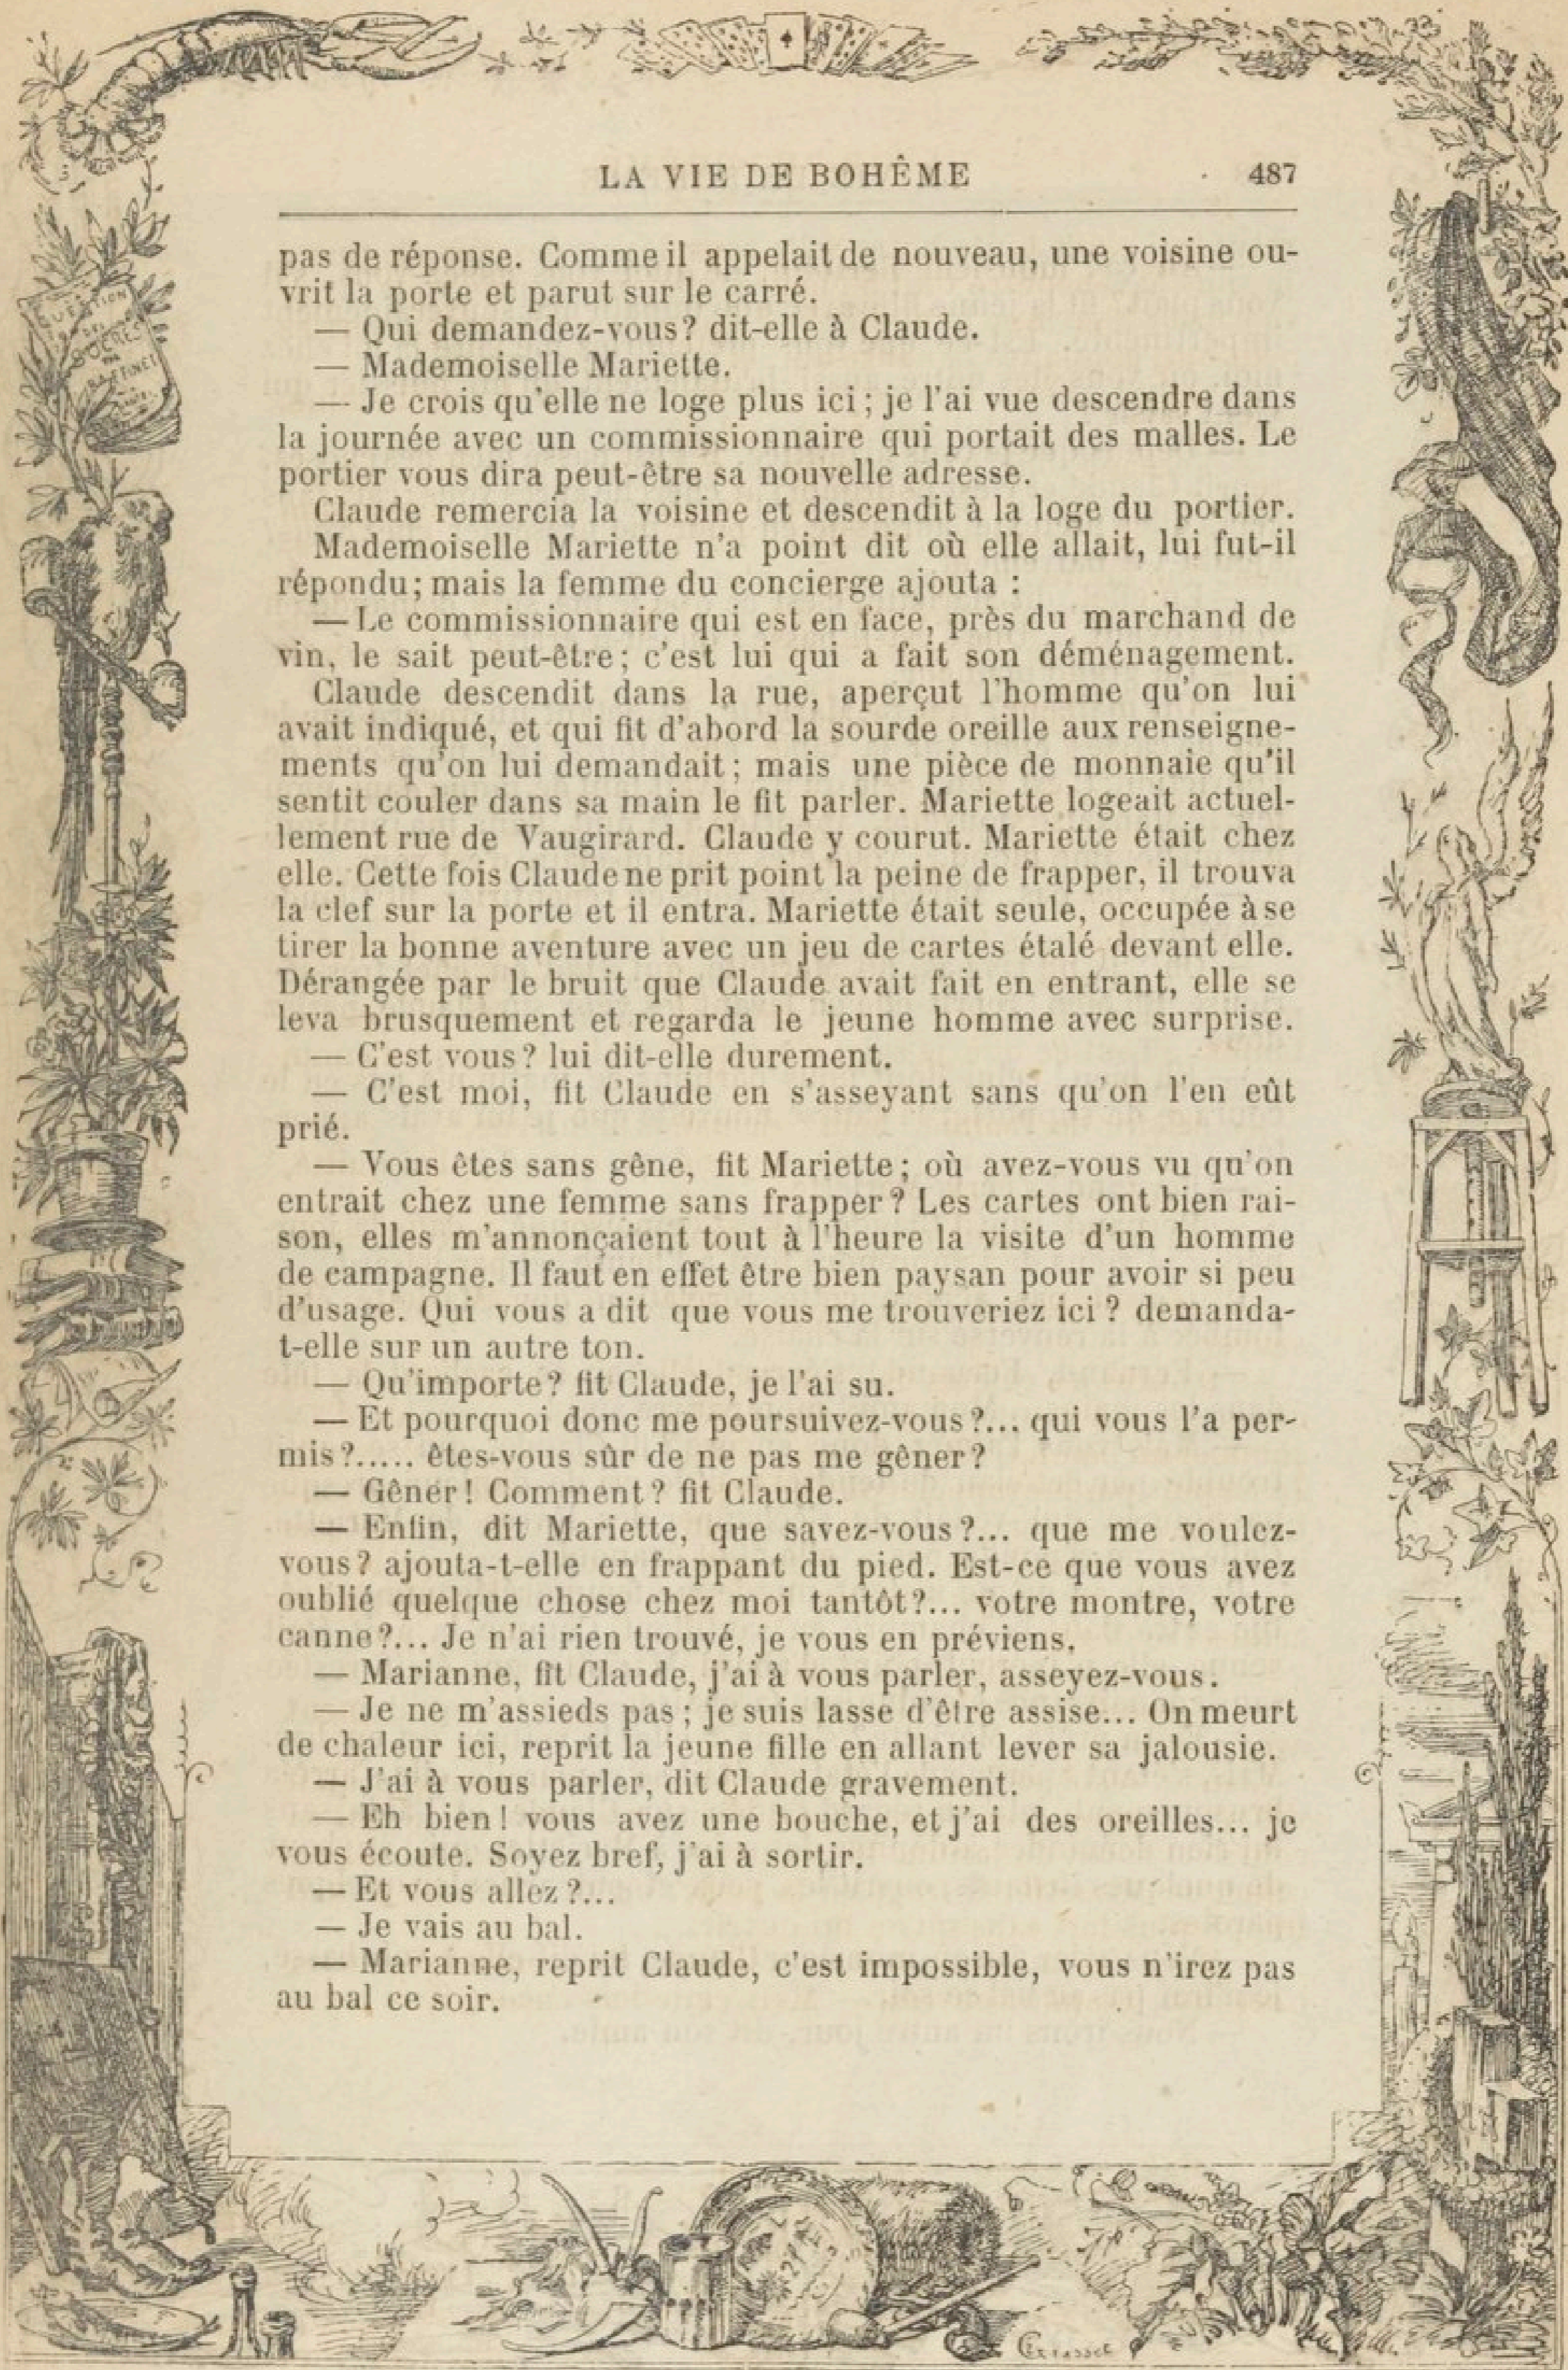 LA VIE DE BOHÊME 487
pas de réponse. Comme il appelait de nouveau, une voisine ou-
vrit la porte et parut sur le carré.
— Qui demandez-vous? dit-elle à Claude.
— Mademoiselle Mariette.
— Je crois qu'elle ne loge plus ici; je l'ai vue descendre dans
la journée avec un commissionnaire qui portait des malles. Le
portier vous dira peut-être sa nouvelle adresse.
Claude remercia la voisine et descendit à la loge du portier.
Mademoiselle Mariette n'a point dit où elle allait, lui fut-il
répondu; mais la femme du concierge ajouta :
— Le commissionnaire qui est en face, près du marchand de
vin, le sait peut-être; c'est lui qui a fait son déménagement.
Claude descendit dans la rue, aperçut l'homme qu'on lui
avait indiqué, et qui fit d'abord la sourde oreille aux renseigne-
ments qu'on lui demandait; mais une pièce de monnaie qu'il
sentit couler dans sa main le fit parler. Mariette logeait actuel-
lement rue de Vaugirard. Claude y courut. Mariette était chez
elle. Cette fois Claude ne prit point la peine de frapper, il trouva
la clef sur la porte et il entra. Mariette était seule, occupée à se
tirer la bonne aventure avec un jeu de cartes étalé devant elle.
Dérangée par le bruit que Claude avait fait en entrant, elle se
leva brusquement et regarda le jeune homme avec surprise.
— C'est vous? lui dit-elle durement.
— C'est moi, fit Claude en s'asseyant sans qu'on l'en eût
prié.
— Vous êtes sans gêne, fit Mariette; où avez-vous vu qu'on
entrait chez une femme sans frapper? Les cartes ont bien rai-
son, elles m'annonçaient tout à l'heure la visite d'un homme
de campagne. Il faut en effet être bien paysan pour avoir si peu
d'usage. Qui vous a dit que vous me trouveriez ici? demanda-
t-elle sur un autre ton.
— Qu'importe? fit Claude, je l'ai su.
— Et pourquoi donc me poursuivez-vous?... qui vous l'a per-
mis?..... êtes-vous sûr de ne pas me gêner?
— Gêner! Comment? fit Claude.
— Enfin, dit Mariette, que savez-vous?... que me voulez-
vous? ajouta-t-elle en frappant du pied. Est-ce que vous avez
oublié quelque chose chez moi tantôt?... votre montre, votre
canne?... Je n'ai rien trouvé, je vous en préviens.
— Marianne, fit Claude, j'ai à vous parler, asseyez-vous.
— Je ne m'assieds pas; je suis lasse d'être assise... On meurt
de chaleur ici, reprit la jeune fille en allant lever sa jalousie.
— J'ai à vous parler, dit Claude gravement.
— Eh bien! vous avez une bouche, et j'ai des oreilles... je
vous écoute. Soyez bref, j'ai à sortir.
— Et vous allez?...
— Je vais au bal.
— Marianne, reprit Claude, c'est impossible, vous n'irez pas
au bal ce soir.